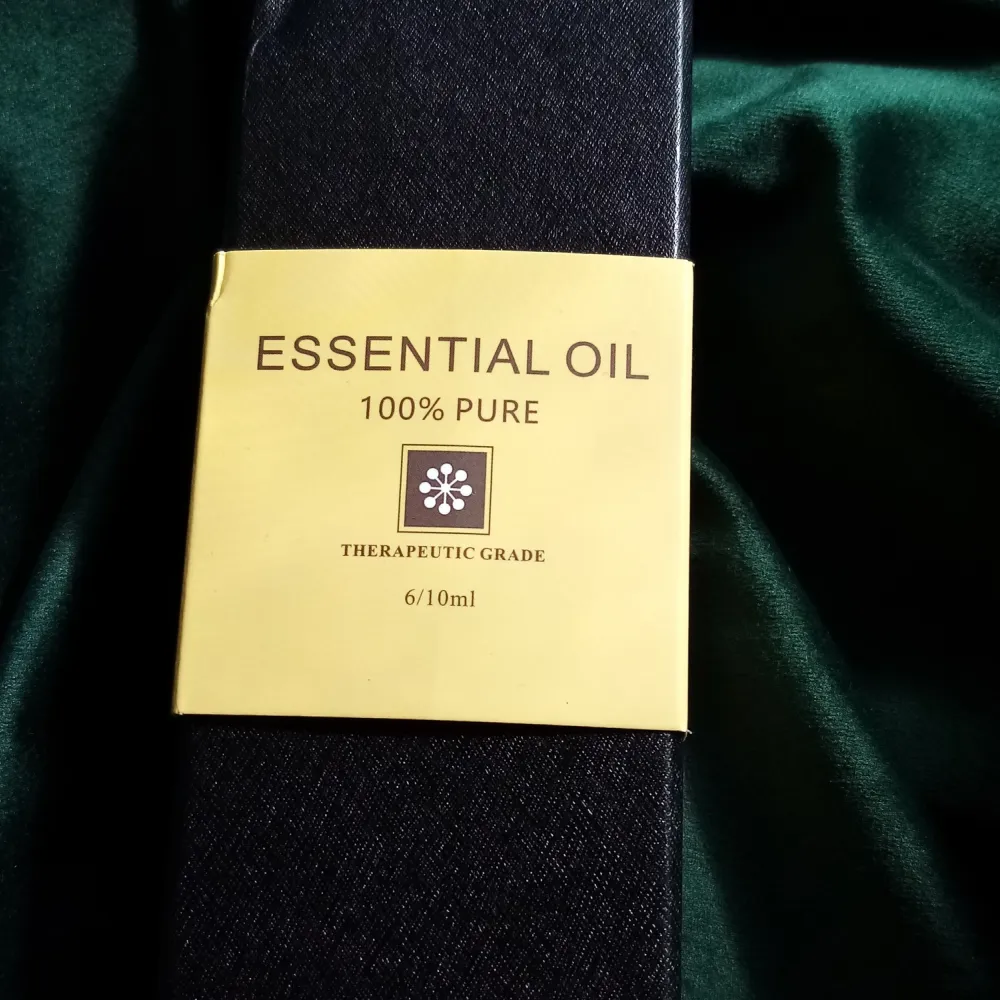 ESSENTIAL OIL
100% PURE
THERAPEUTIC GRADE
6/10ml